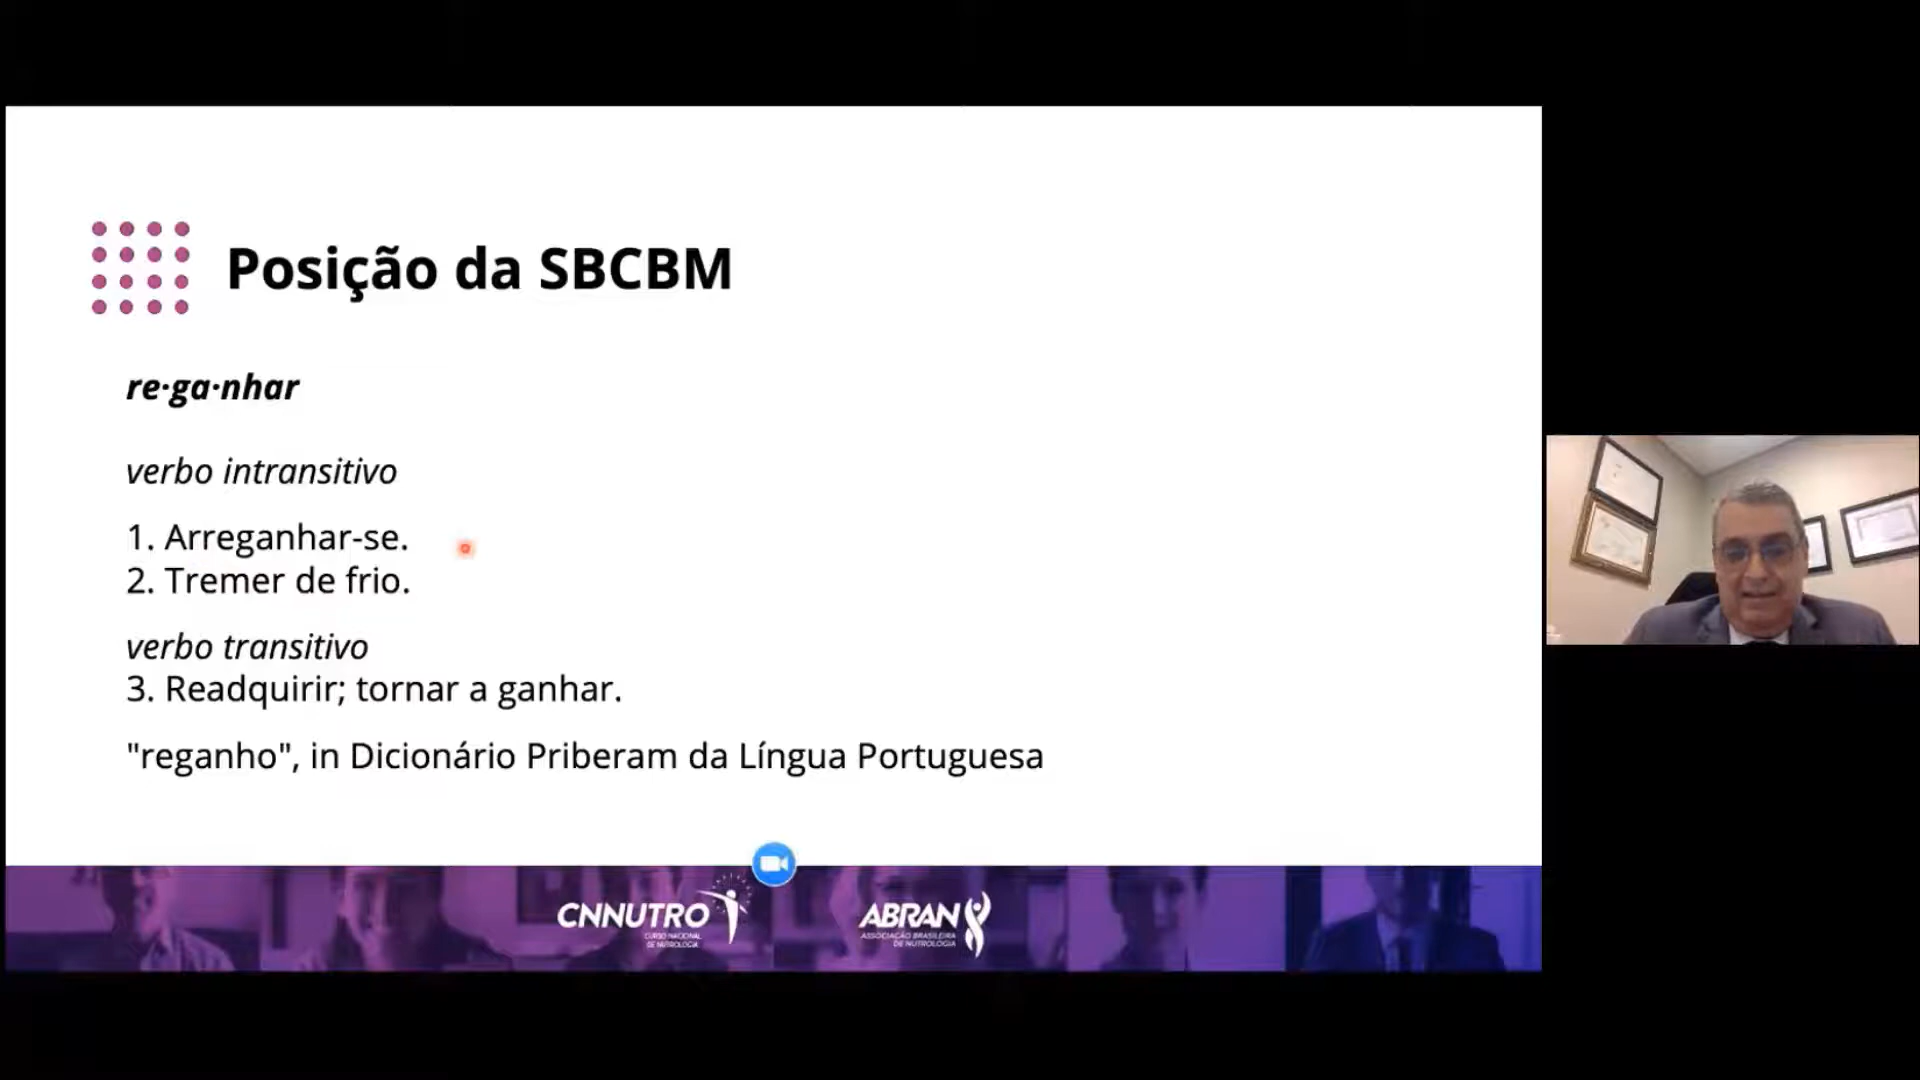 Posição da SBCBM
re·ga·nhar
verbo intransitivo
1. Arreganhar-se.
2. Tremer de frio.
verbo transitivo
3. Readquirir; tornar a ganhar.
"reganho", in Dicionário Priberam da Língua Portuguesa
CNNUTRO
CURSO NACIONAL
DE NUTROLOGIA
ABRAN
ASSOCIAÇÃO BRASILEIRA
DE NUTROLOGIA